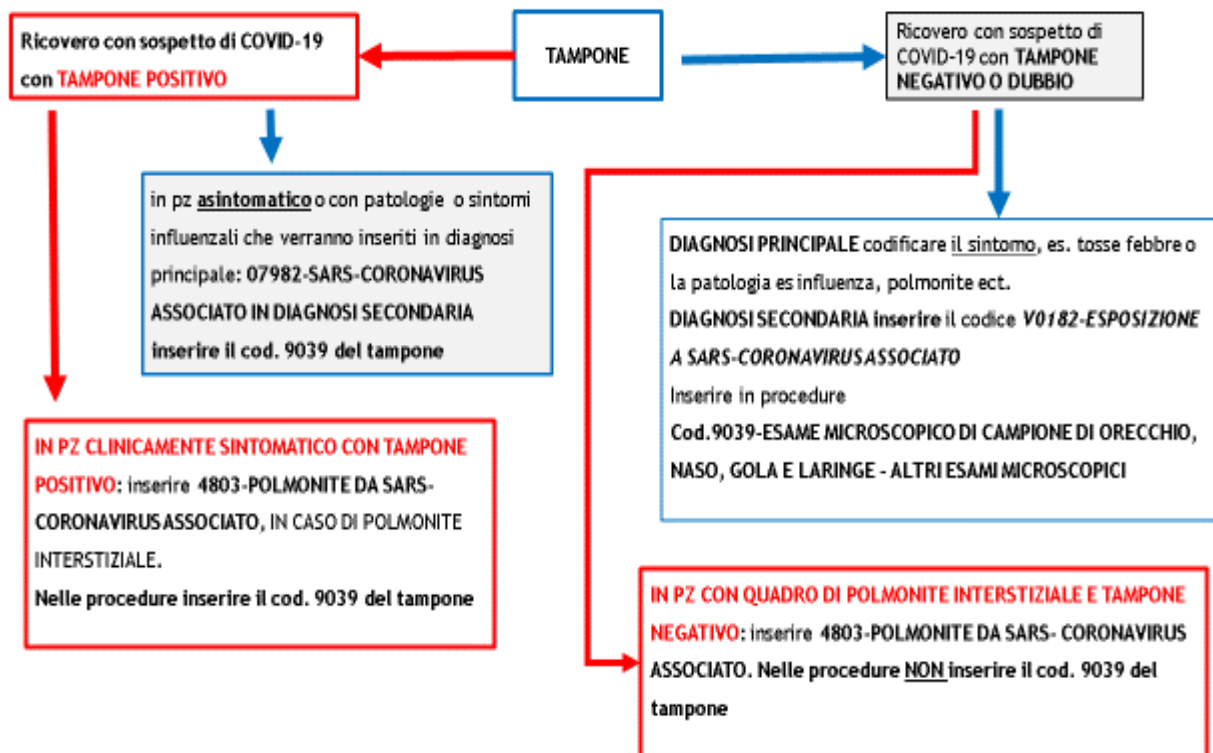 Ricovero con sospetto di COVID-19
con TAMPONE POSITIVO
TAMPONE
Ricovero con sospetto di
COVID-19 con TAMPONE
NEGATIVO O DUBBIO
in pz asintomatico o con patologie o sintomi
influenzali che verranno inseriti in diagnosi
principale: 07982-SARS-CORONAVIRUS
ASSOCIATO IN DIAGNOSI SECONDARIA
inserire il cod. 9039 del tampone
DIAGNOSI PRINCIPALE codificare il sintomo, es. tosse febbre o
la patologia es influenza, polmonite ect.
DIAGNOSI SECONDARIA inserire il codice V0182-ESPOSIZIONE
A SARS-CORONAVIRUS ASSOCIATO
Inserire in procedure
Cod.9039-ESAME MICROSCOPICO DI CAMPIONE DI ORECCHIO,
NASO, GOLA E LARINGE - ALTRI ESAMI MICROSCOPICI
IN PZ CLINICAMENTE SINTOMATICO CON TAMPONE
POSITIVO: inserire 4803-POLMONITE DA SARS-
CORONAVIRUS ASSOCIATO, IN CASO DI POLMONITE
INTERSTIZIALE.
Nelle procedure inserire il cod. 9039 del tampone
IN PZ CON QUADRO DI POLMONITE INTERSTIZIALE E TAMPONE
NEGATIVO: inserire 4803-POLMONITE DA SARS- CORONAVIRUS
ASSOCIATO. Nelle procedure NON inserire il cod. 9039 del
tampone